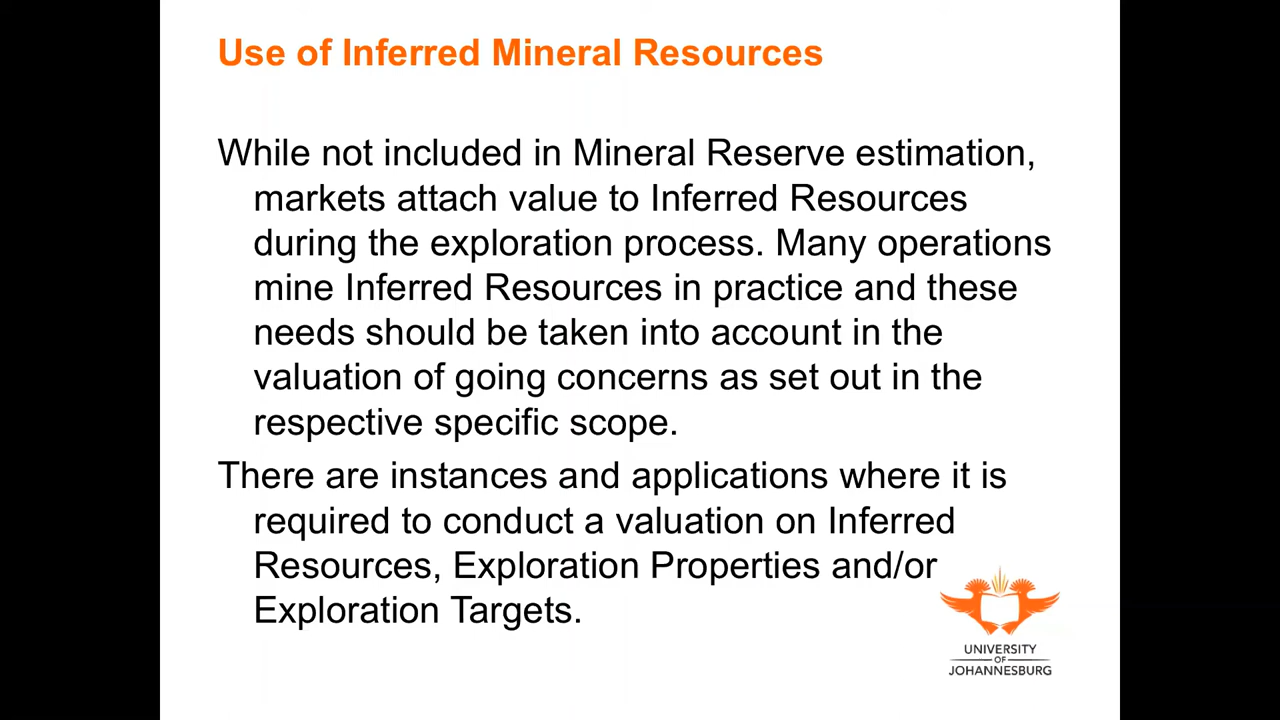 Use of Inferred Mineral Resources
While not included in Mineral Reserve estimation,
markets attach value to Inferred Resources
during the exploration process. Many operations
mine Inferred Resources in practice and these
needs should be taken into account in the
valuation of going concerns as set out in the
respective specific scope.
There are instances and applications where it is
required to conduct a valuation on Inferred
Resources, Exploration Properties and/or
Exploration Targets.
UNIVERSITY
OF
JOHANNESBURG